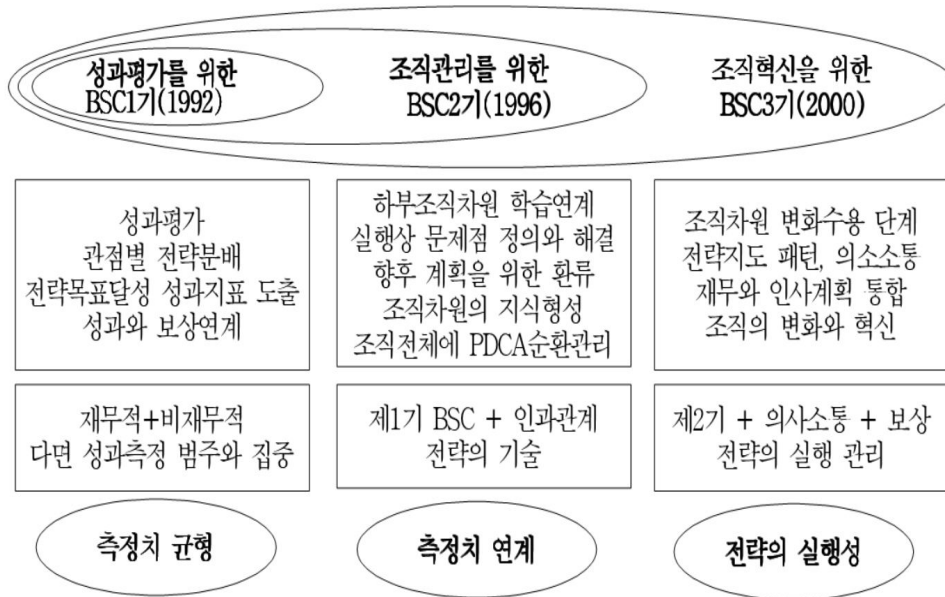 성과평가를 위한
BSC1기(1992)
조직관리를 위한
BSC2기(1996)
조직혁신을 위한
BSC3기(2000)
성과평가
관점별 전략분배
전략목표달성 성과지표 도출
성과와 보상연계
하부조직차원 학습연계
실행상 문제점 정의와 해결
향후 계획을 위한 환류
조직차원의 지식형성
조직전체에 PDCA순환관리
조직차원 변화수용 단계
전략지도 패턴, 의소소통
재무와 인사계획 통합
조직의 변화와 혁신
재무적+비재무적
다면 성과측정 범주와 집중
제1기 BSC + 인과관계
전략의 기술
제2기 + 의사소통 + 보상
전략의 실행 관리
측정치 균형
측정치 연계
전략의 실행성